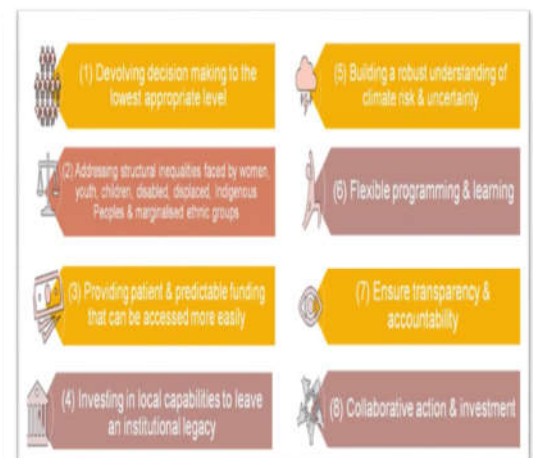 (1) Devolving decision making to the
lowest appropriate level
(2) Addressing structural inequalities faced by women,
youth, children, disabled, displaced, Indigenous
Peoples & marginalised ethnic groups
(3) Providing patient & predictable funding
that can be accessed more easily
(4) Investing in local capabilities to leave
an institutional legacy
(5) Building a robust understanding of
climate risk & uncertainty
(6) Flexible programming & learning
(7) Ensure transparency &
accountability
(8) Collaborative action & investment